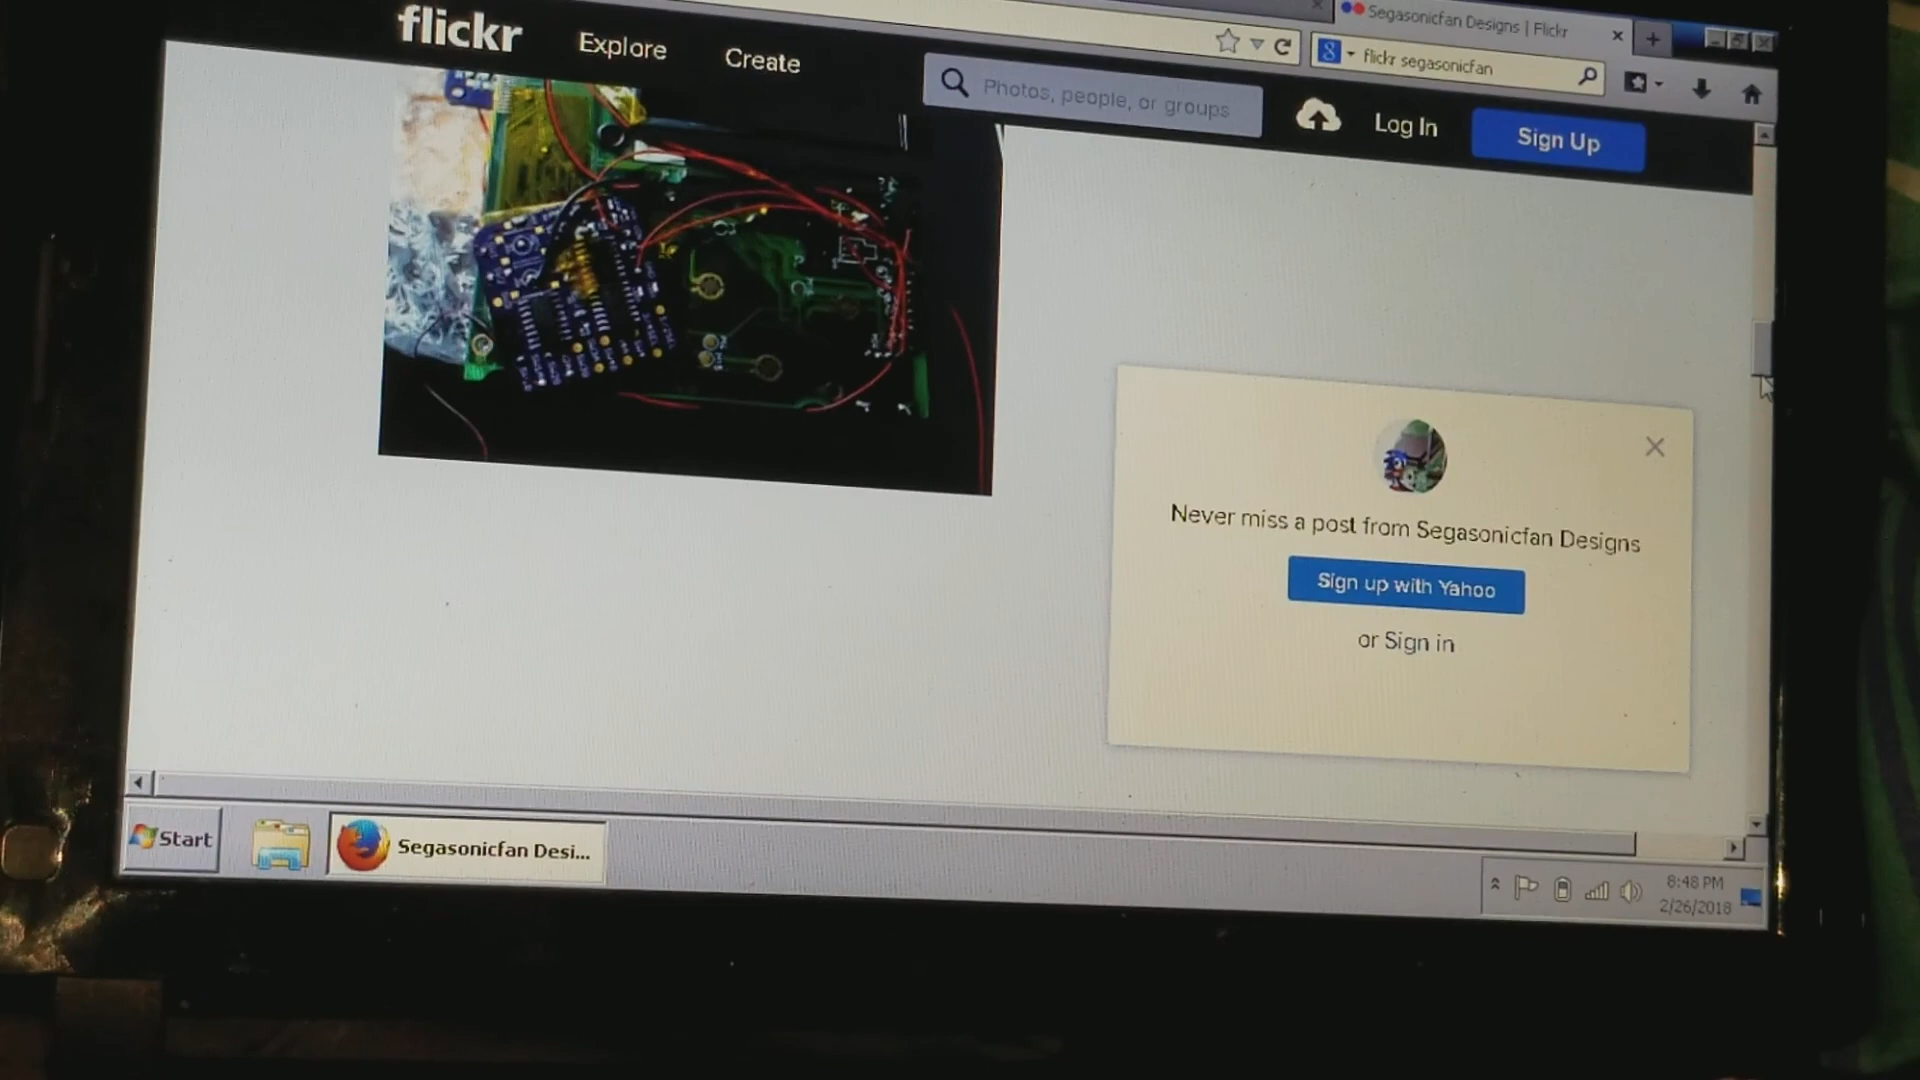 Segasonicfan Designs | Flickr
flickr segasonicfan
flickr
Explore
Create
Photos, people, or groups
Log In
Sign Up
Never miss a post from Segasonicfan Designs
Sign up with Yahoo
or Sign in
Start
Segasonicfan Desi...
8:48 PM
2/26/2018